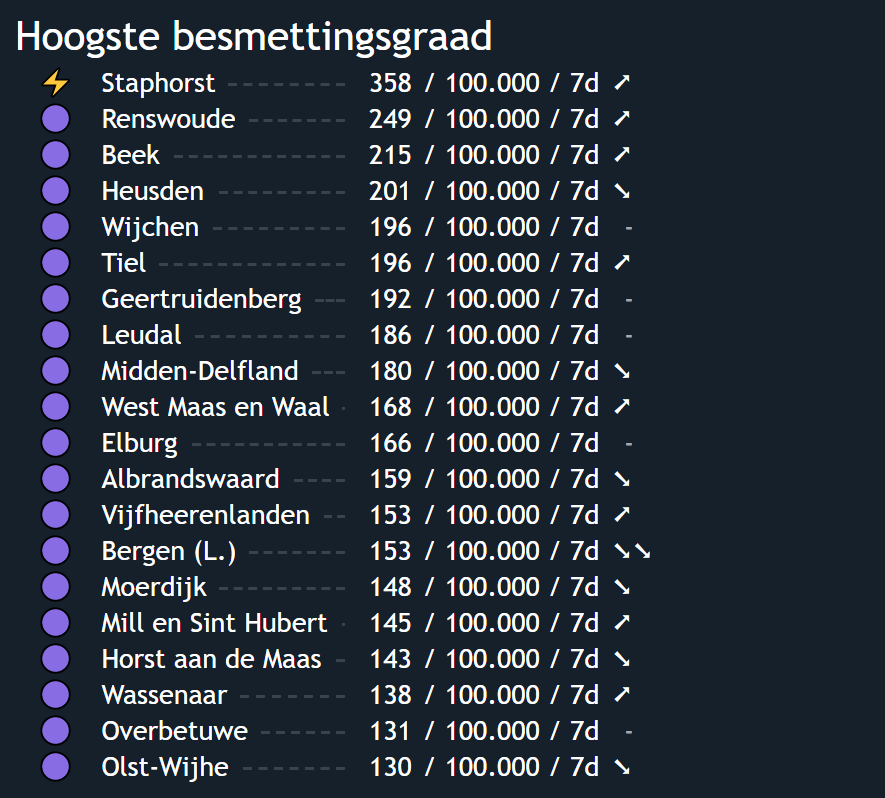 Hoogste besmettingsgraad
⚡ Staphorst -------- 358 / 100.000 / 7d ➚
Renswoude ------ 249 / 100.000 / 7d ➚
Beek ----------- 215 / 100.000 / 7d ➚
Heusden -------- 201 / 100.000 / 7d ➘
Wijchen -------- 196 / 100.000 / 7d -
Tiel ------------ 196 / 100.000 / 7d ➚
Geertruidenberg --- 192 / 100.000 / 7d -
Leudal ---------- 186 / 100.000 / 7d -
Midden-Delfland --- 180 / 100.000 / 7d ➘
West Maas en Waal - 168 / 100.000 / 7d ➚
Elburg ---------- 166 / 100.000 / 7d -
Albrandswaard ---- 159 / 100.000 / 7d ➘
Vijfheerenlanden -- 153 / 100.000 / 7d ➚
Bergen (L.) ------- 153 / 100.000 / 7d ➘➘
Moerdijk --------- 148 / 100.000 / 7d ➘
Mill en Sint Hubert - 145 / 100.000 / 7d ➚
Horst aan de Maas - 143 / 100.000 / 7d ➘
Wassenaar ------- 138 / 100.000 / 7d ➚
Overbetuwe ------ 131 / 100.000 / 7d -
Olst-Wijhe ------- 130 / 100.000 / 7d ➘